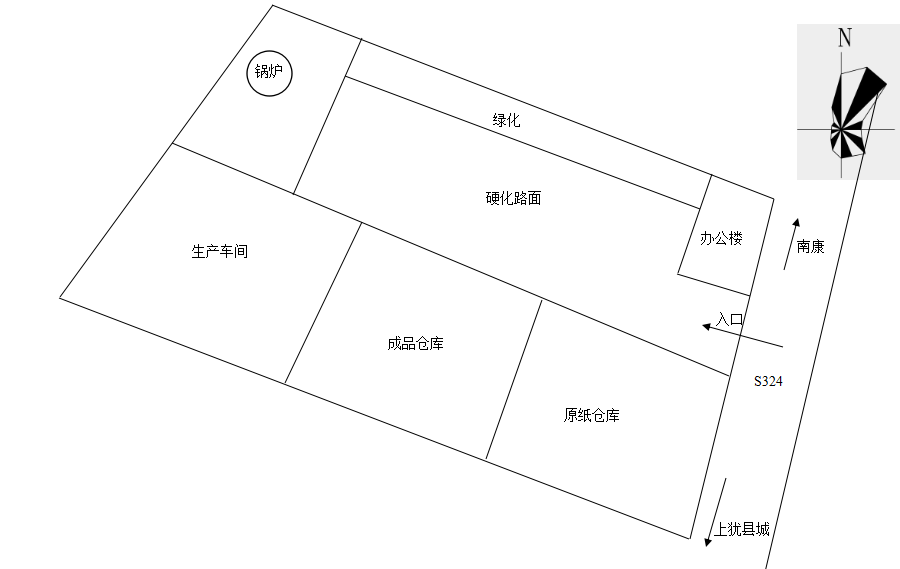 N
锅炉
绿化
硬化路面
办公楼
南康
生产车间
入口
成品仓库
S324
原纸仓库
上犹县城